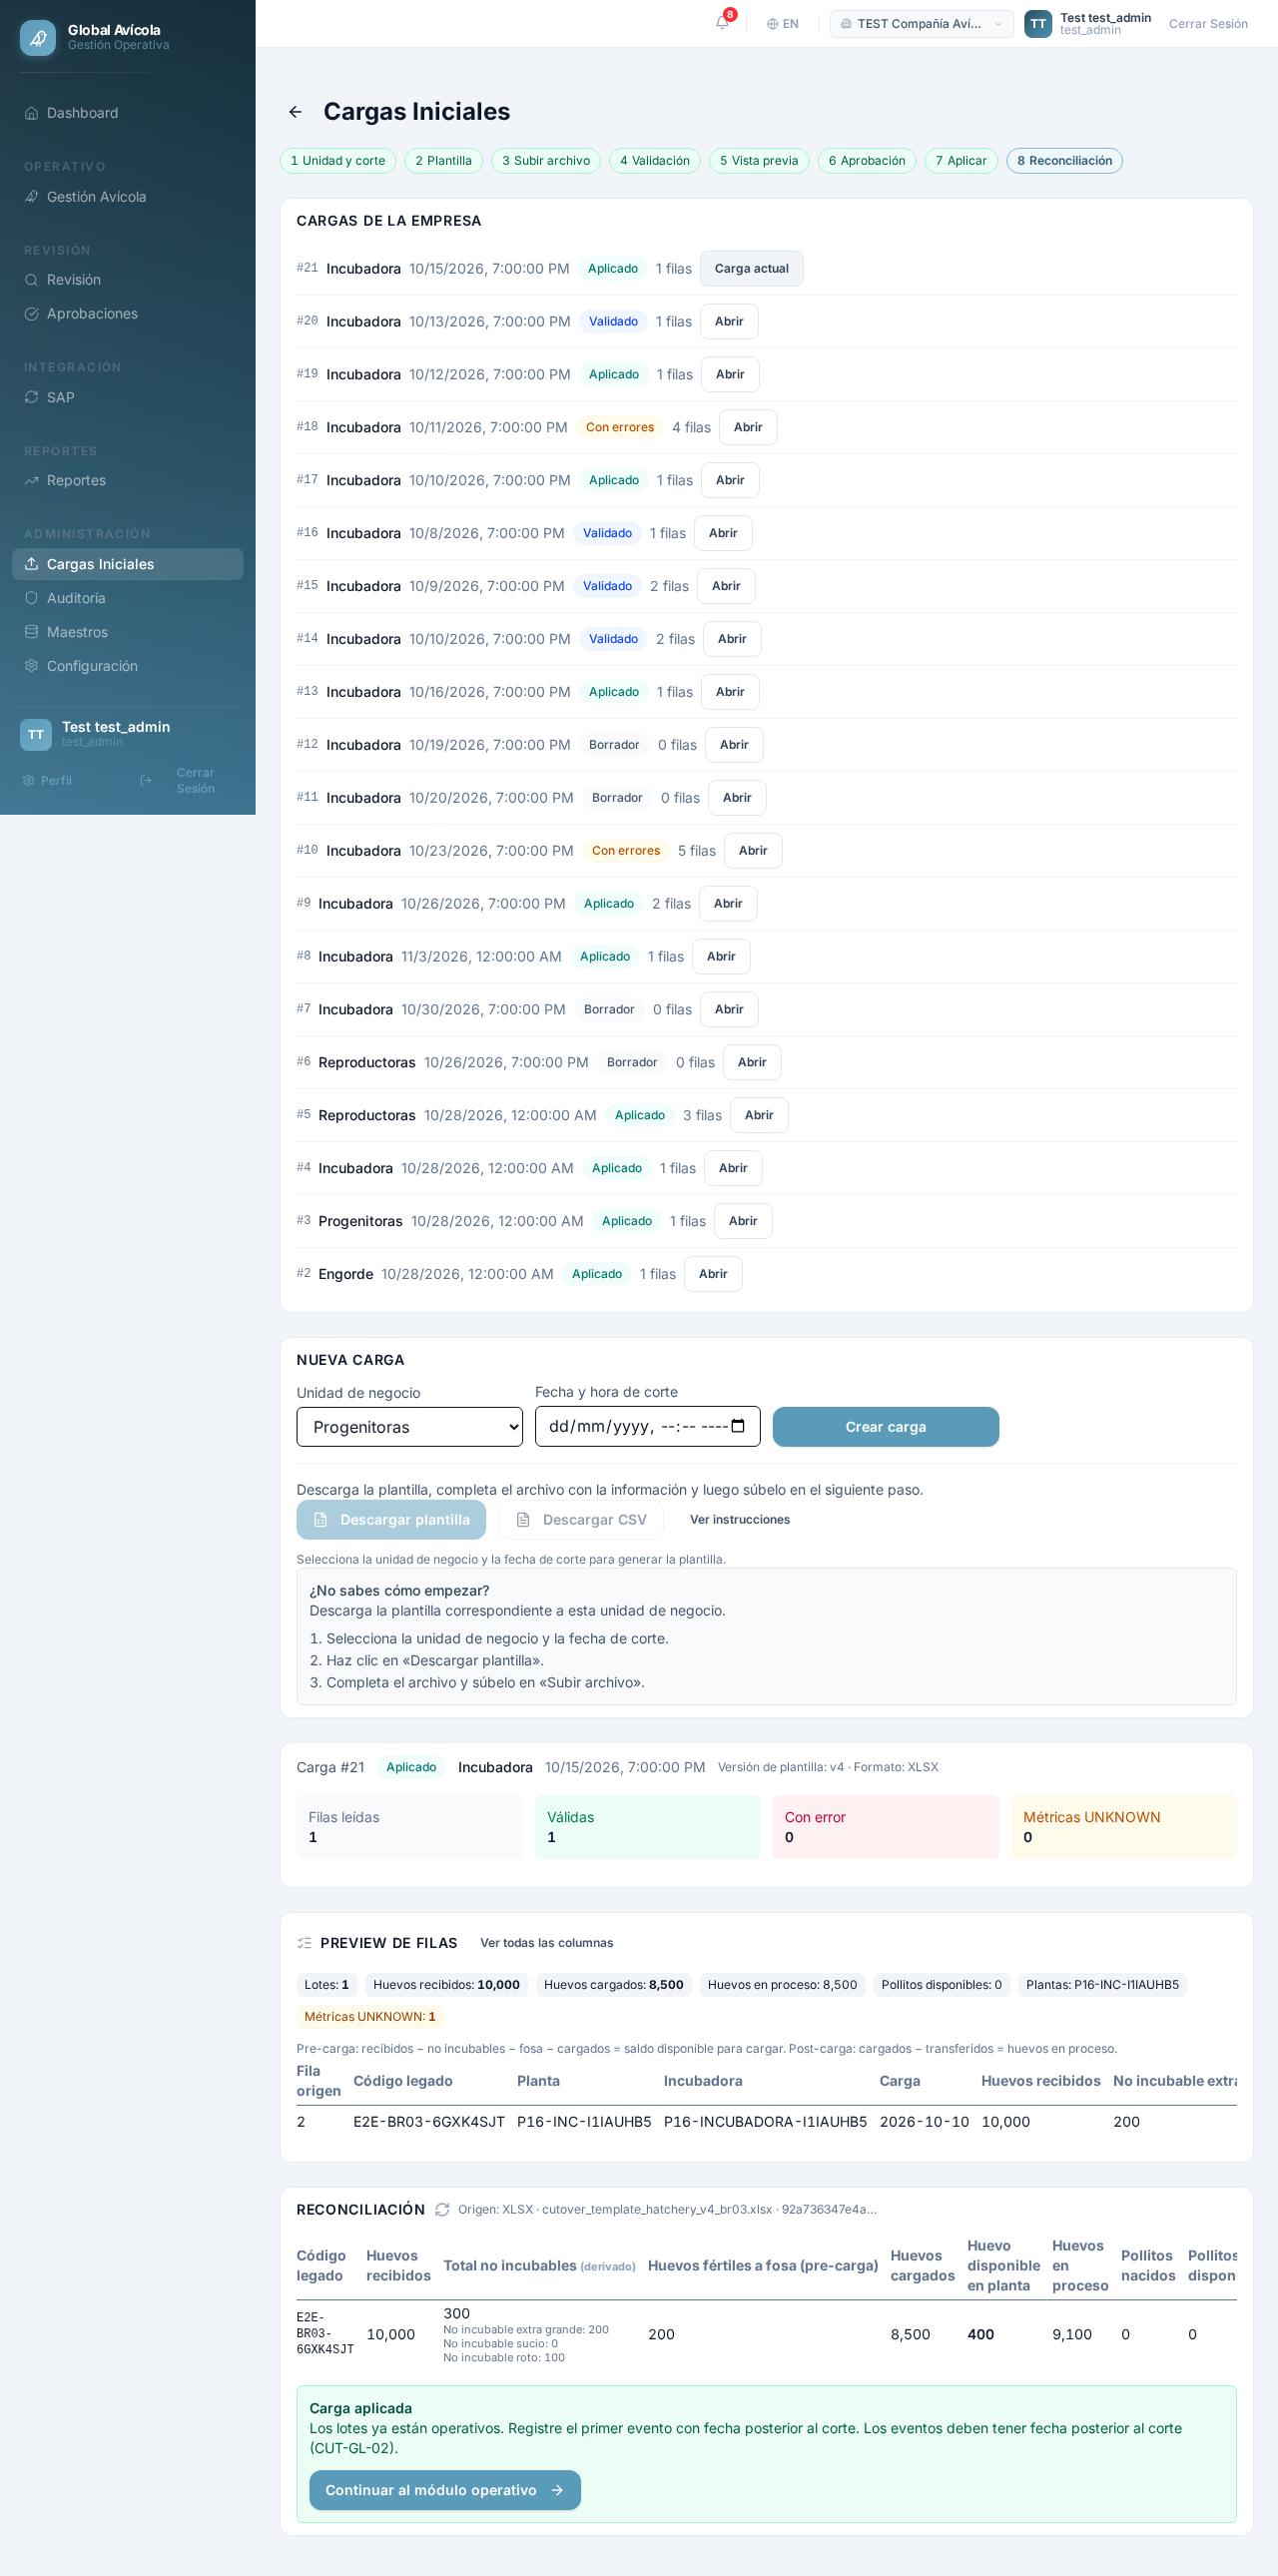 Global Avícola
Gestión Operativa
Dashboard
OPERATIVO
Gestión Avícola
REVISIÓN
Revisión
Aprobaciones
INTEGRACIÓN
SAP
REPORTES
Reportes
ADMINISTRACIÓN
Cargas Iniciales
Auditoría
Maestros
Configuración
TT Test test_admin
test_admin
Perfil
Cerrar
Sesión
8 EN TEST Compañía Aví... TT Test test_admin
test_admin
Cerrar Sesión
Cargas Iniciales
1 Unidad y corte 2 Plantilla 3 Subir archivo 4 Validación 5 Vista previa 6 Aprobación 7 Aplicar 8 Reconciliación
CARGAS DE LA EMPRESA
#21 Incubadora 10/15/2026, 7:00:00 PM Aplicado 1 filas Carga actual
#20 Incubadora 10/13/2026, 7:00:00 PM Validado 1 filas Abrir
#19 Incubadora 10/12/2026, 7:00:00 PM Aplicado 1 filas Abrir
#18 Incubadora 10/11/2026, 7:00:00 PM Con errores 4 filas Abrir
#17 Incubadora 10/10/2026, 7:00:00 PM Aplicado 1 filas Abrir
#16 Incubadora 10/8/2026, 7:00:00 PM Validado 1 filas Abrir
#15 Incubadora 10/9/2026, 7:00:00 PM Validado 2 filas Abrir
#14 Incubadora 10/10/2026, 7:00:00 PM Validado 2 filas Abrir
#13 Incubadora 10/16/2026, 7:00:00 PM Aplicado 1 filas Abrir
#12 Incubadora 10/19/2026, 7:00:00 PM Borrador 0 filas Abrir
#11 Incubadora 10/20/2026, 7:00:00 PM Borrador 0 filas Abrir
#10 Incubadora 10/23/2026, 7:00:00 PM Con errores 5 filas Abrir
#9 Incubadora 10/26/2026, 7:00:00 PM Aplicado 2 filas Abrir
#8 Incubadora 11/3/2026, 12:00:00 AM Aplicado 1 filas Abrir
#7 Incubadora 10/30/2026, 7:00:00 PM Borrador 0 filas Abrir
#6 Reproductoras 10/26/2026, 7:00:00 PM Borrador 0 filas Abrir
#5 Reproductoras 10/28/2026, 12:00:00 AM Aplicado 3 filas Abrir
#4 Incubadora 10/28/2026, 12:00:00 AM Aplicado 1 filas Abrir
#3 Progenitoras 10/28/2026, 12:00:00 AM Aplicado 1 filas Abrir
#2 Engorde 10/28/2026, 12:00:00 AM Aplicado 1 filas Abrir
NUEVA CARGA
Unidad de negocio Fecha y hora de corte
Progenitoras dd/mm/yyyy, --:-- ---- Crear carga
Descarga la plantilla, completa el archivo con la información y luego súbelo en el siguiente paso.
Descargar plantilla Descargar CSV Ver instrucciones
Selecciona la unidad de negocio y la fecha de corte para generar la plantilla.
¿No sabes cómo empezar?
Descarga la plantilla correspondiente a esta unidad de negocio.
1. Selecciona la unidad de negocio y la fecha de corte.
2. Haz clic en «Descargar plantilla».
3. Completa el archivo y súbelo en «Subir archivo».
Carga #21 Aplicado Incubadora 10/15/2026, 7:00:00 PM Versión de plantilla: v4 · Formato: XLSX
Filas leídas Válidas Con error Métricas UNKNOWN
1 1 0 0
PREVIEW DE FILAS Ver todas las columnas
Lotes: 1 Huevos recibidos: 10,000 Huevos cargados: 8,500 Huevos en proceso: 8,500 Pollitos disponibles: 0 Plantas: P16-INC-I1IAUHB5
Métricas UNKNOWN: 1
Pre-carga: recibidos − no incubables − fosa − cargados = saldo disponible para cargar. Post-carga: cargados − transferidos = huevos en proceso.
Fila origen Código legado Planta Incubadora Carga Huevos recibidos No incubable extra
2 E2E-BR03-6GXK4SJT P16-INC-I1IAUHB5 P16-INCUBADORA-I1IAUHB5 2026-10-10 10,000 200
RECONCILIACIÓN Origen: XLSX · cutover_template_hatchery_v4_br03.xlsx · 92a736347e4a…
Código legado Huevos recibidos Total no incubables (derivado) Huevos fértiles a fosa (pre-carga) Huevos cargados Huevo disponible en planta Huevos en proceso Pollitos nacidos Pollitos
E2E-BR03-6GXK4SJT 10,000 300 200 8,500 400 9,100 0 0
No incubable extra grande: 200
No incubable sucio: 0
No incubable roto: 100
Carga aplicada
Los lotes ya están operativos. Registre el primer evento con fecha posterior al corte. Los eventos deben tener fecha posterior al corte
(CUT-GL-02).
Continuar al módulo operativo